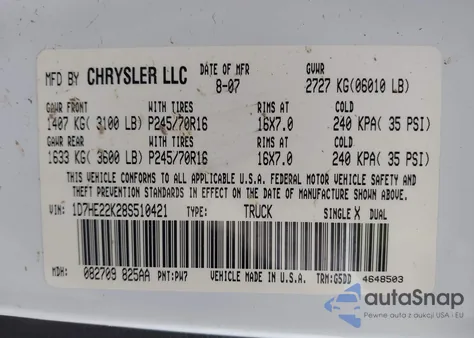 MFD BY CHRYSLER LLC DATE OF MFR GVWR
8-07 2727 KG(06010 LB)
GAWR FRONT WITH TIRES RIMS AT COLD
1407 KG( 3100 LB) P245/70R16 16X7.0 240 KPA( 35 PSI)
GAWR REAR WITH TIRES RIMS AT COLD
1633 KG( 3600 LB) P245/70R16 16X7.0 240 KPA( 35 PSI)
THIS VEHICLE CONFORMS TO ALL APPLICABLE U.S.A. FEDERAL MOTOR VEHICLE SAFETY AND
THEFT PREVENTION STANDARDS IN EFFECT ON THE DATE OF MANUFACTURE SHOWN ABOVE.
VIN: 1D7HE22K28S510421 TYPE: TRUCK SINGLE X DUAL
MDH: 082709 825AA PNT:PW7 VEHICLE MADE IN U.S.A. TRM:G5DD 4648503
autoSnap
Pewne auta z aukcji USA - EU